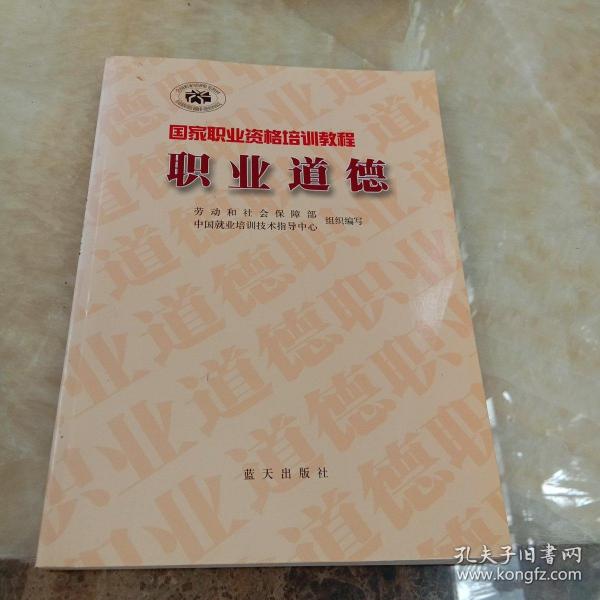 国家职业资格培训教程
职业道德
劳动和社会保障部
中国就业培训技术指导中心
组织编写
蓝天出版社
孔夫子旧书网
www.kongfz.com